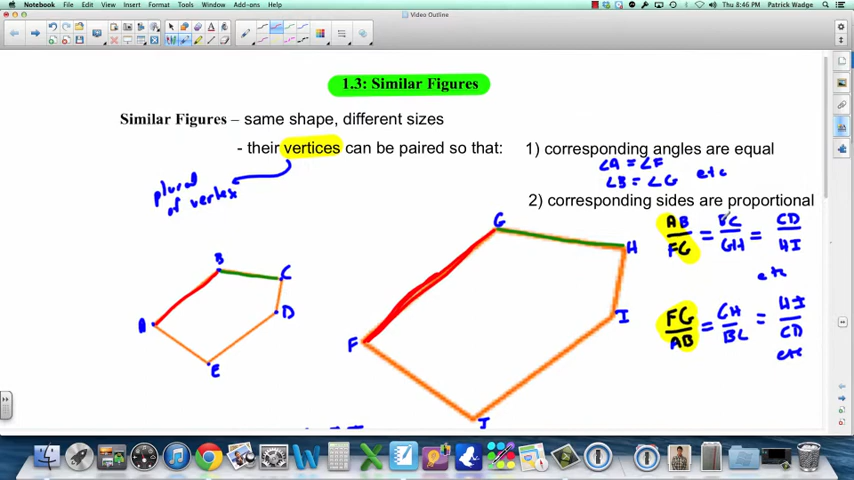 Notebook File Edit View Insert Format Tools Window Help
Thu 8:46 PM Patrick Wadge
Video Outline
1.3: Similar Figures
Similar Figures – same shape, different sizes
- their vertices can be paired so that:
1) corresponding angles are equal
∠A = ∠F
∠B = ∠G etc
plural
of vertex
2) corresponding sides are proportional
AB/FG = BC/GH = CD/HI
etc
FG/AB = GH/BC = HI/CD
etc
A B C D E
F G H I J